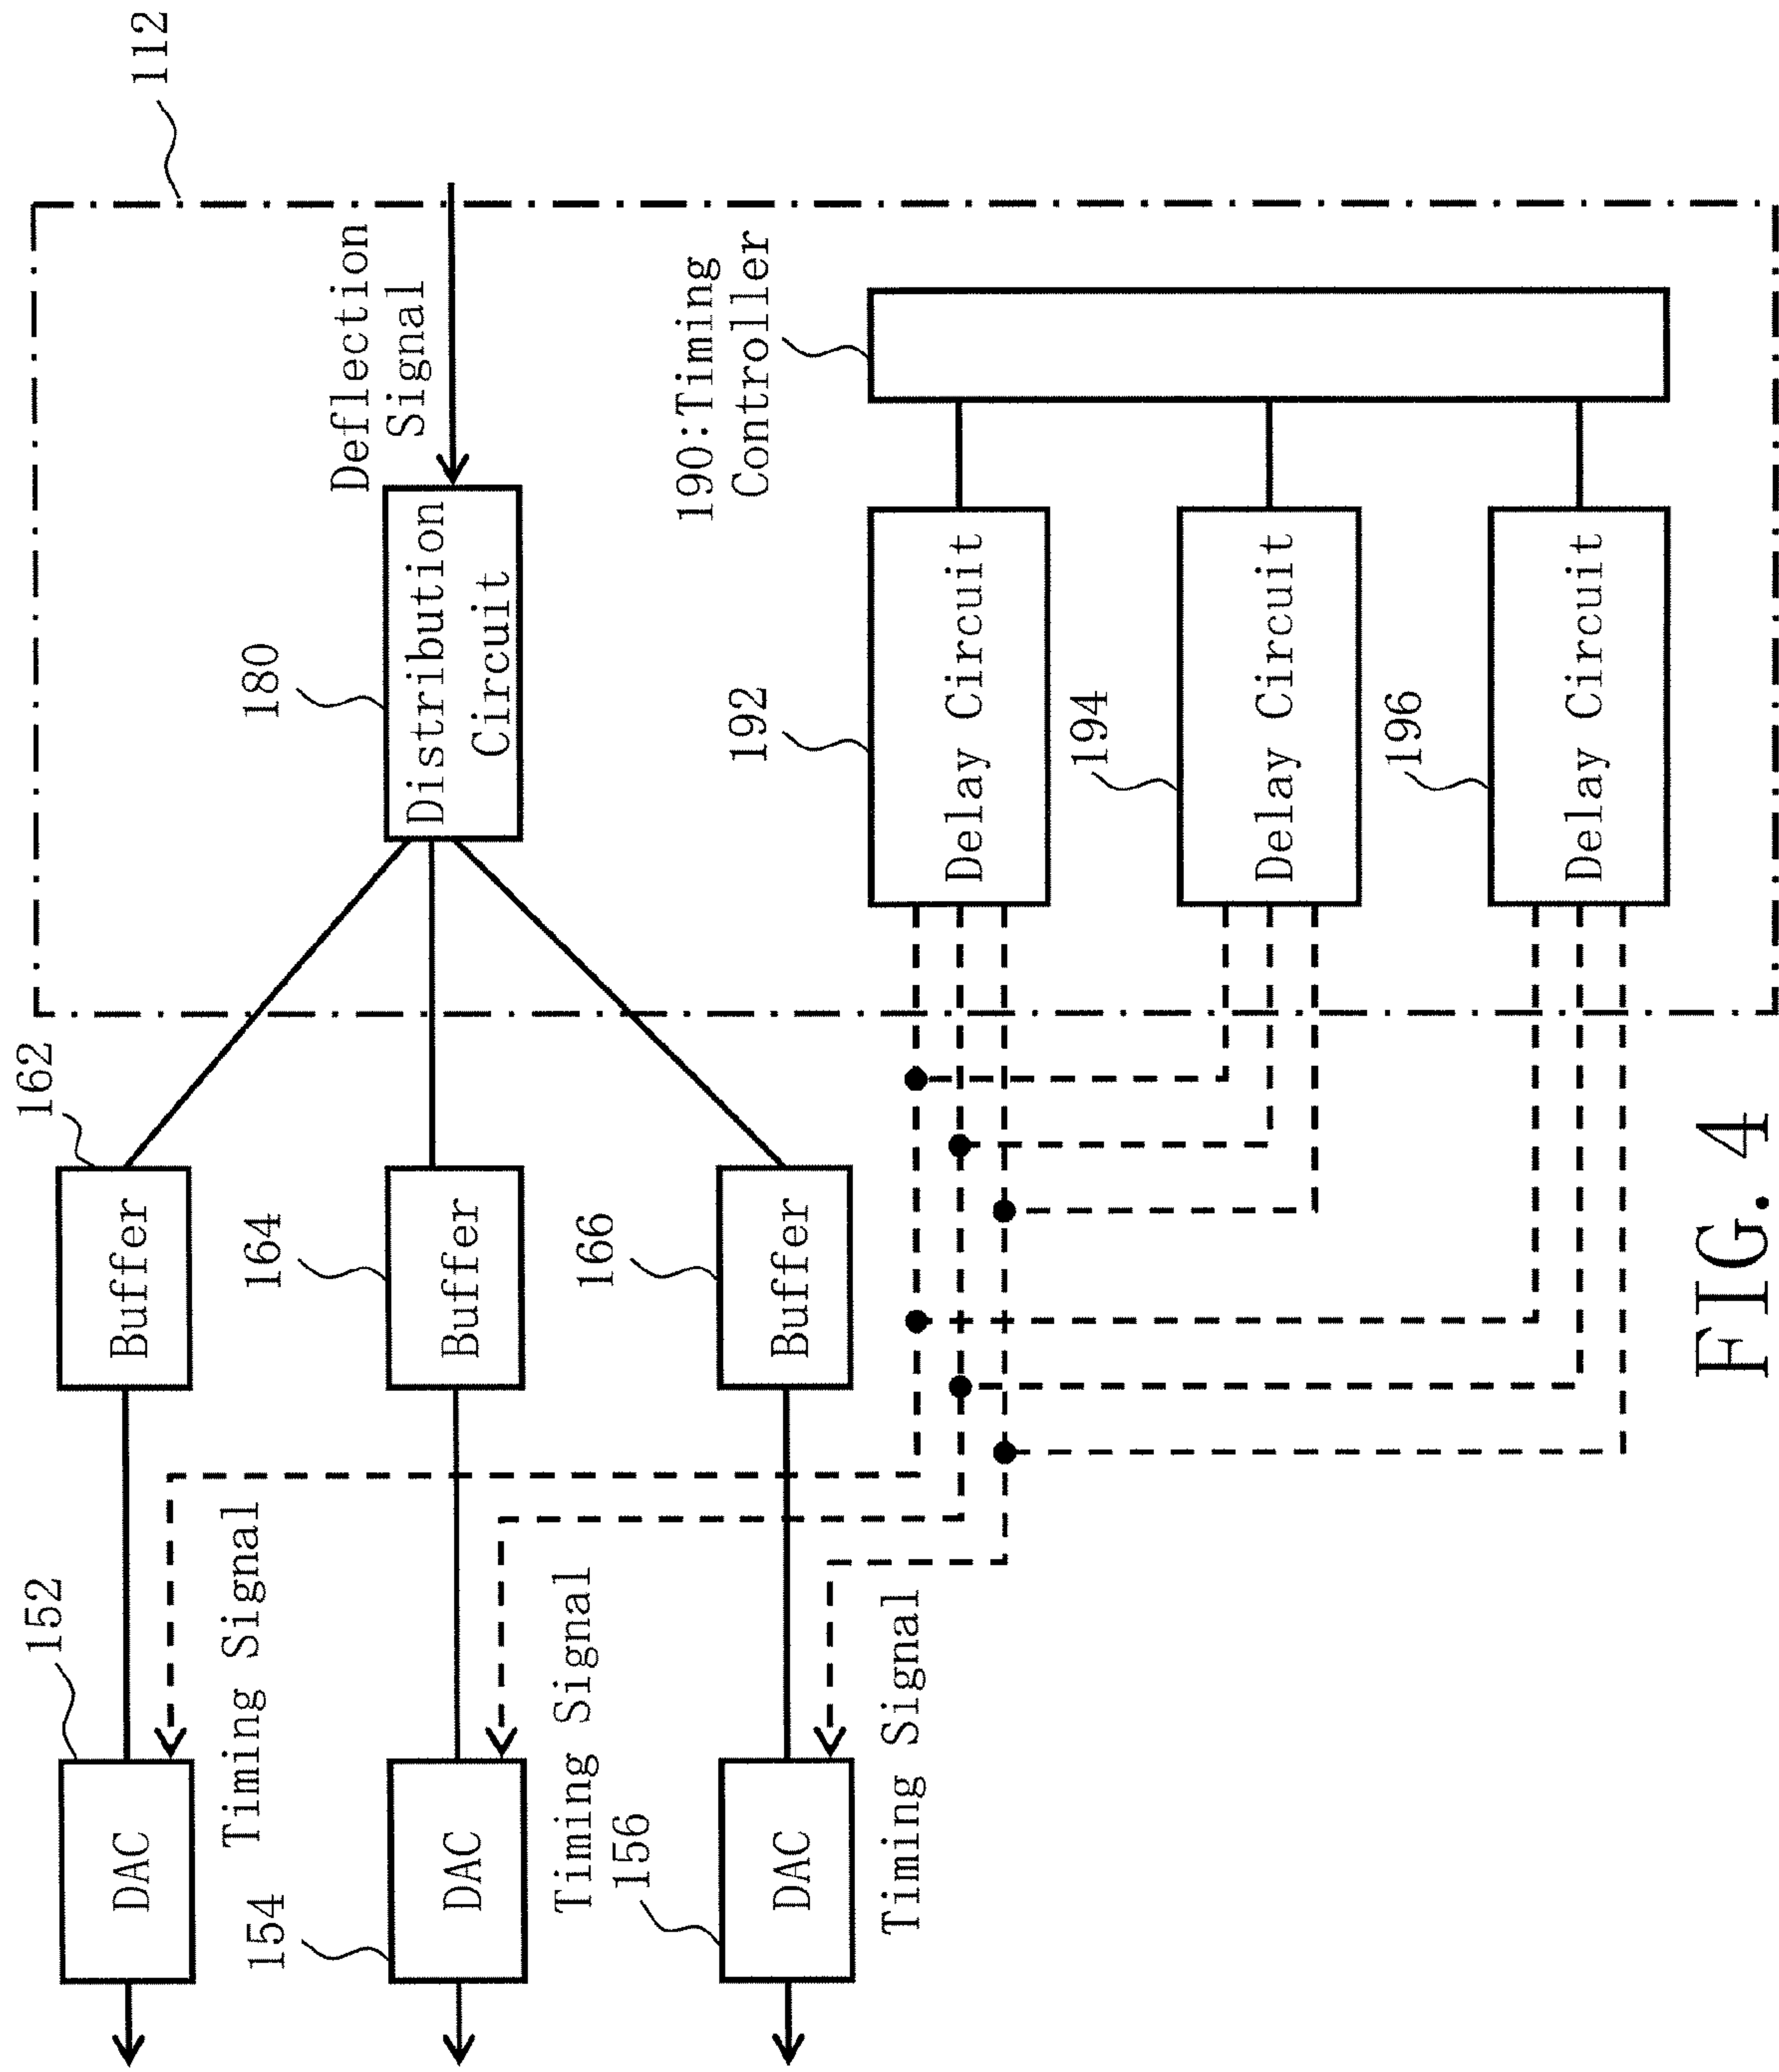 112
162
Buffer
152
DAC
Timing Signal
180
Distribution
Circuit
Deflection
Signal
164
Buffer
154
DAC
Timing Signal
166
Buffer
156
DAC
Timing Signal
190:Timing
Controller
192
Delay Circuit
194
Delay Circuit
196
Delay Circuit
FIG. 4